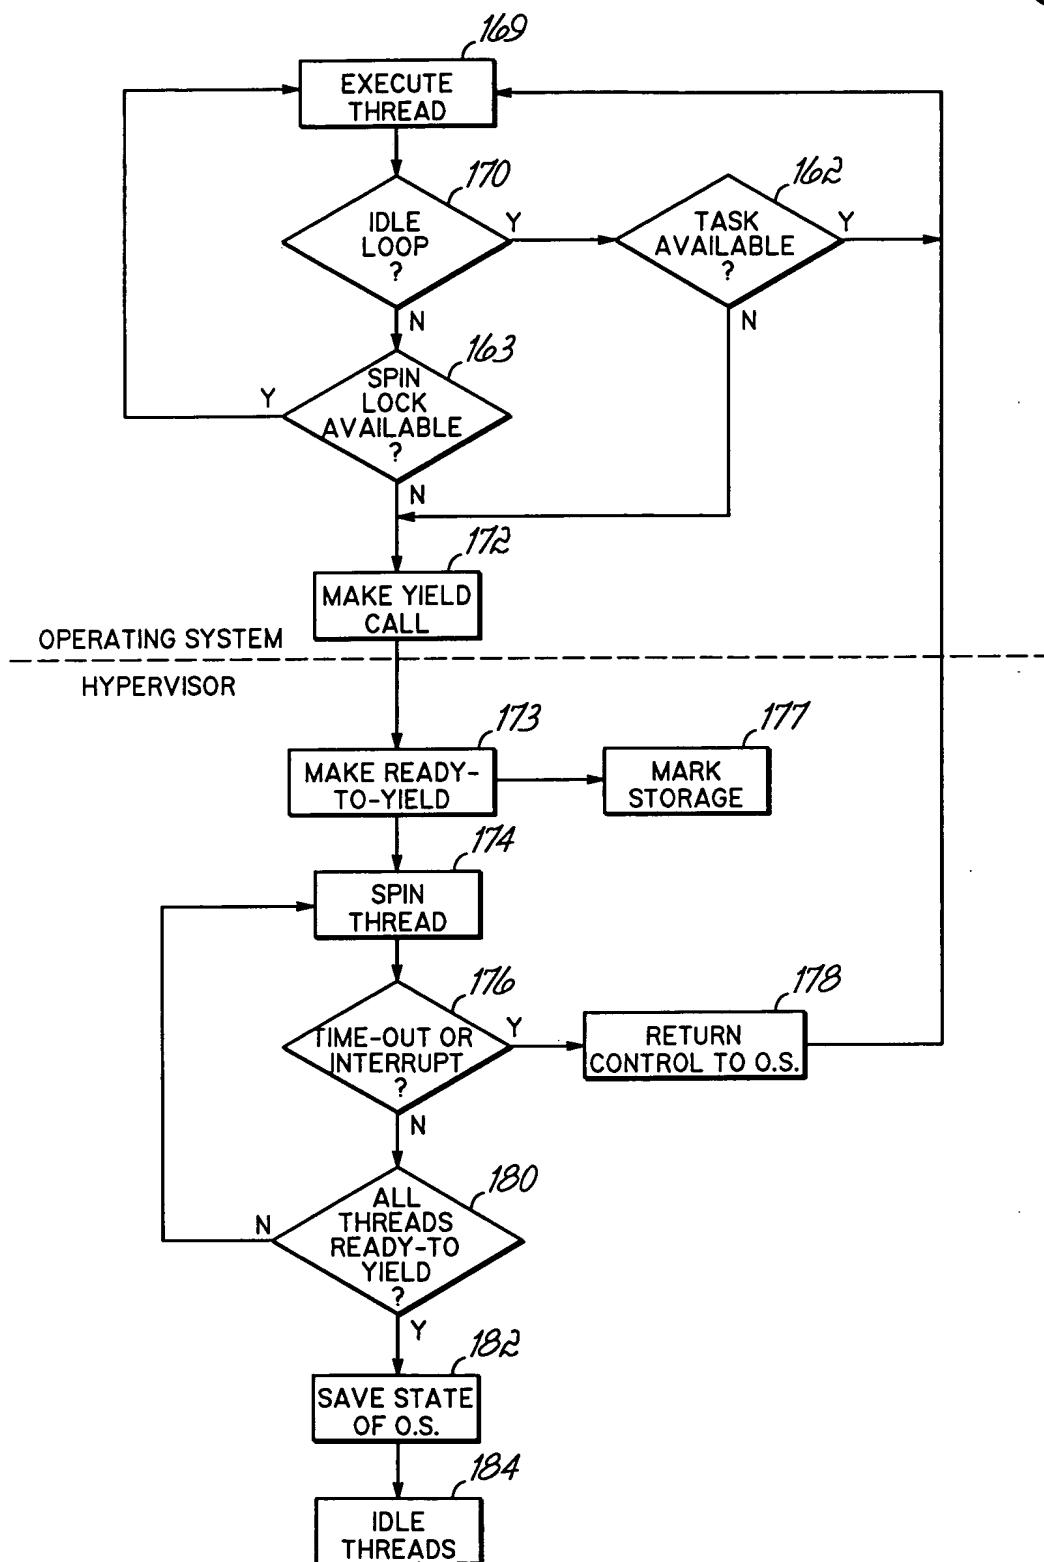 169
EXECUTE
THREAD
170
162
IDLE
LOOP
?
Y
TASK
AVAILABLE
?
Y
N
N
163
SPIN
LOCK
AVAILABLE
?
Y
N
172
MAKE YIELD
CALL
OPERATING SYSTEM
HYPERVISOR
173
MAKE READY-
TO-YIELD
177
MARK
STORAGE
174
SPIN
THREAD
176
TIME-OUT OR
INTERRUPT
?
Y
N
178
RETURN
CONTROL TO O.S.
180
ALL
THREADS
READY-TO
YIELD
?
N
Y
182
SAVE STATE
OF O.S.
184
IDLE
THREADS